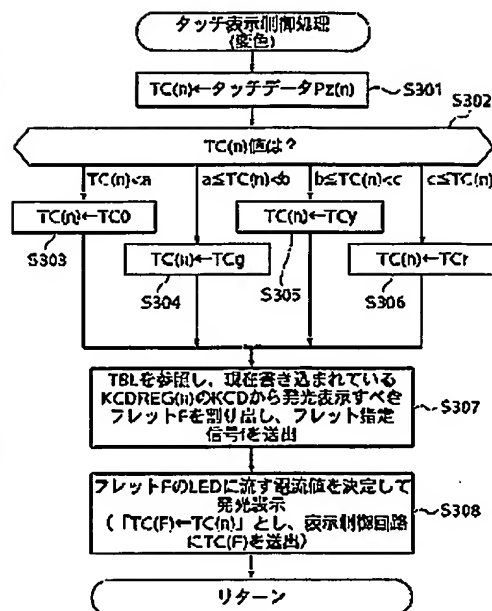 タッチ表示制御処理
(変色)
TC(n)←タッチデータPz(n)
S301
S302
TC(n)値は？
TC(n)<a
a≦TC(n)<b
b≦TC(n)<c
c≦TC(n)
TC(n)←TC0
TC(n)←TCy
S303
TC(n)←TCg
S305
TC(n)←TCr
S304
S306
TBLを参照し、現在書き込まれている
KCDREG(n)のKCDから発光表示すべき
フレットFを割り出し、フレット指定
信号fを送出
S307
フレットFのLEDに流す電流値を決定して
発光表示
(「TC(F)←TC(n)」とし、表示制御回路
にTC(F)を送出)
S308
リターン